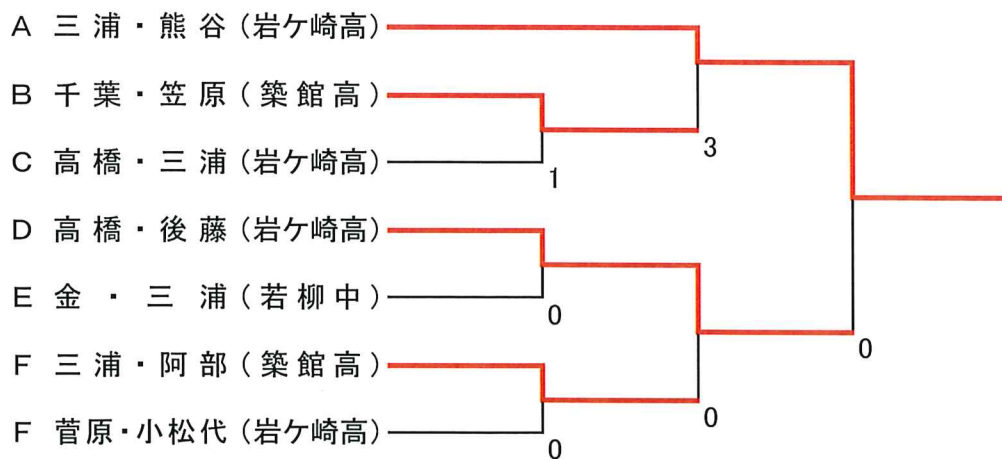 A 三浦・熊谷(岩ケ崎高)
B 千葉・笠原(築館高)
3
C 高橋・三浦(岩ケ崎高)
1
D 高橋・後藤(岩ケ崎高)
E 金・三浦(若柳中)
0
0
F 三浦・阿部(築館高)
0
F 菅原・小松代(岩ケ崎高)
0